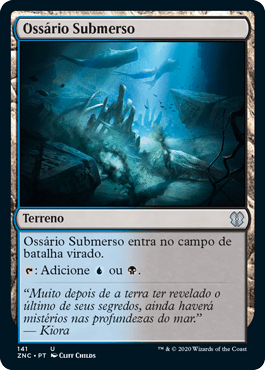 Ossário Submerso
Terreno
Ossário Submerso entra no campo de
batalha virado.
: Adicione ou .
“Muito depois de a terra ter revelado o
último de seus segredos, ainda haverá
mistérios nas profundezas do mar.”
— Kiora
141 U
ZNC • PT Cliff Childs
™ & © 2020 Wizards of the Coast